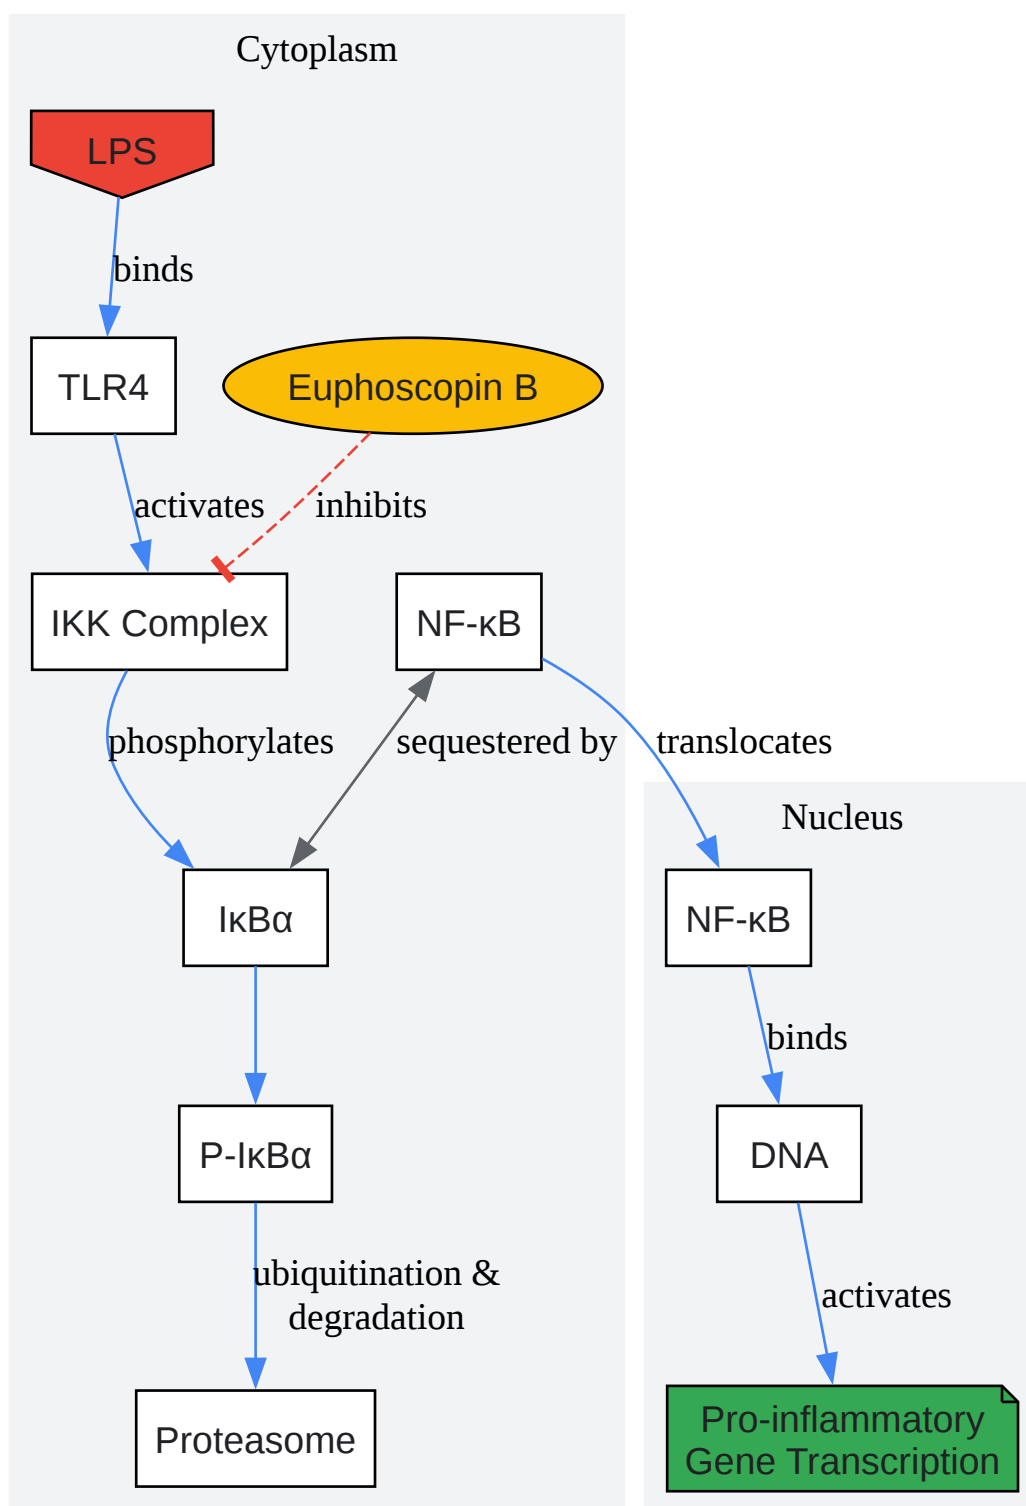 Cytoplasm
LPS
binds
TLR4
Euphoscopin B
activates
inhibits
IKK Complex
NF-κB
phosphorylates
sequestered by
translocates
Nucleus
IκBα
NF-κB
binds
P-IκBα
DNA
ubiquitination &
degradation
activates
Proteasome
Pro-inflammatory
Gene Transcription